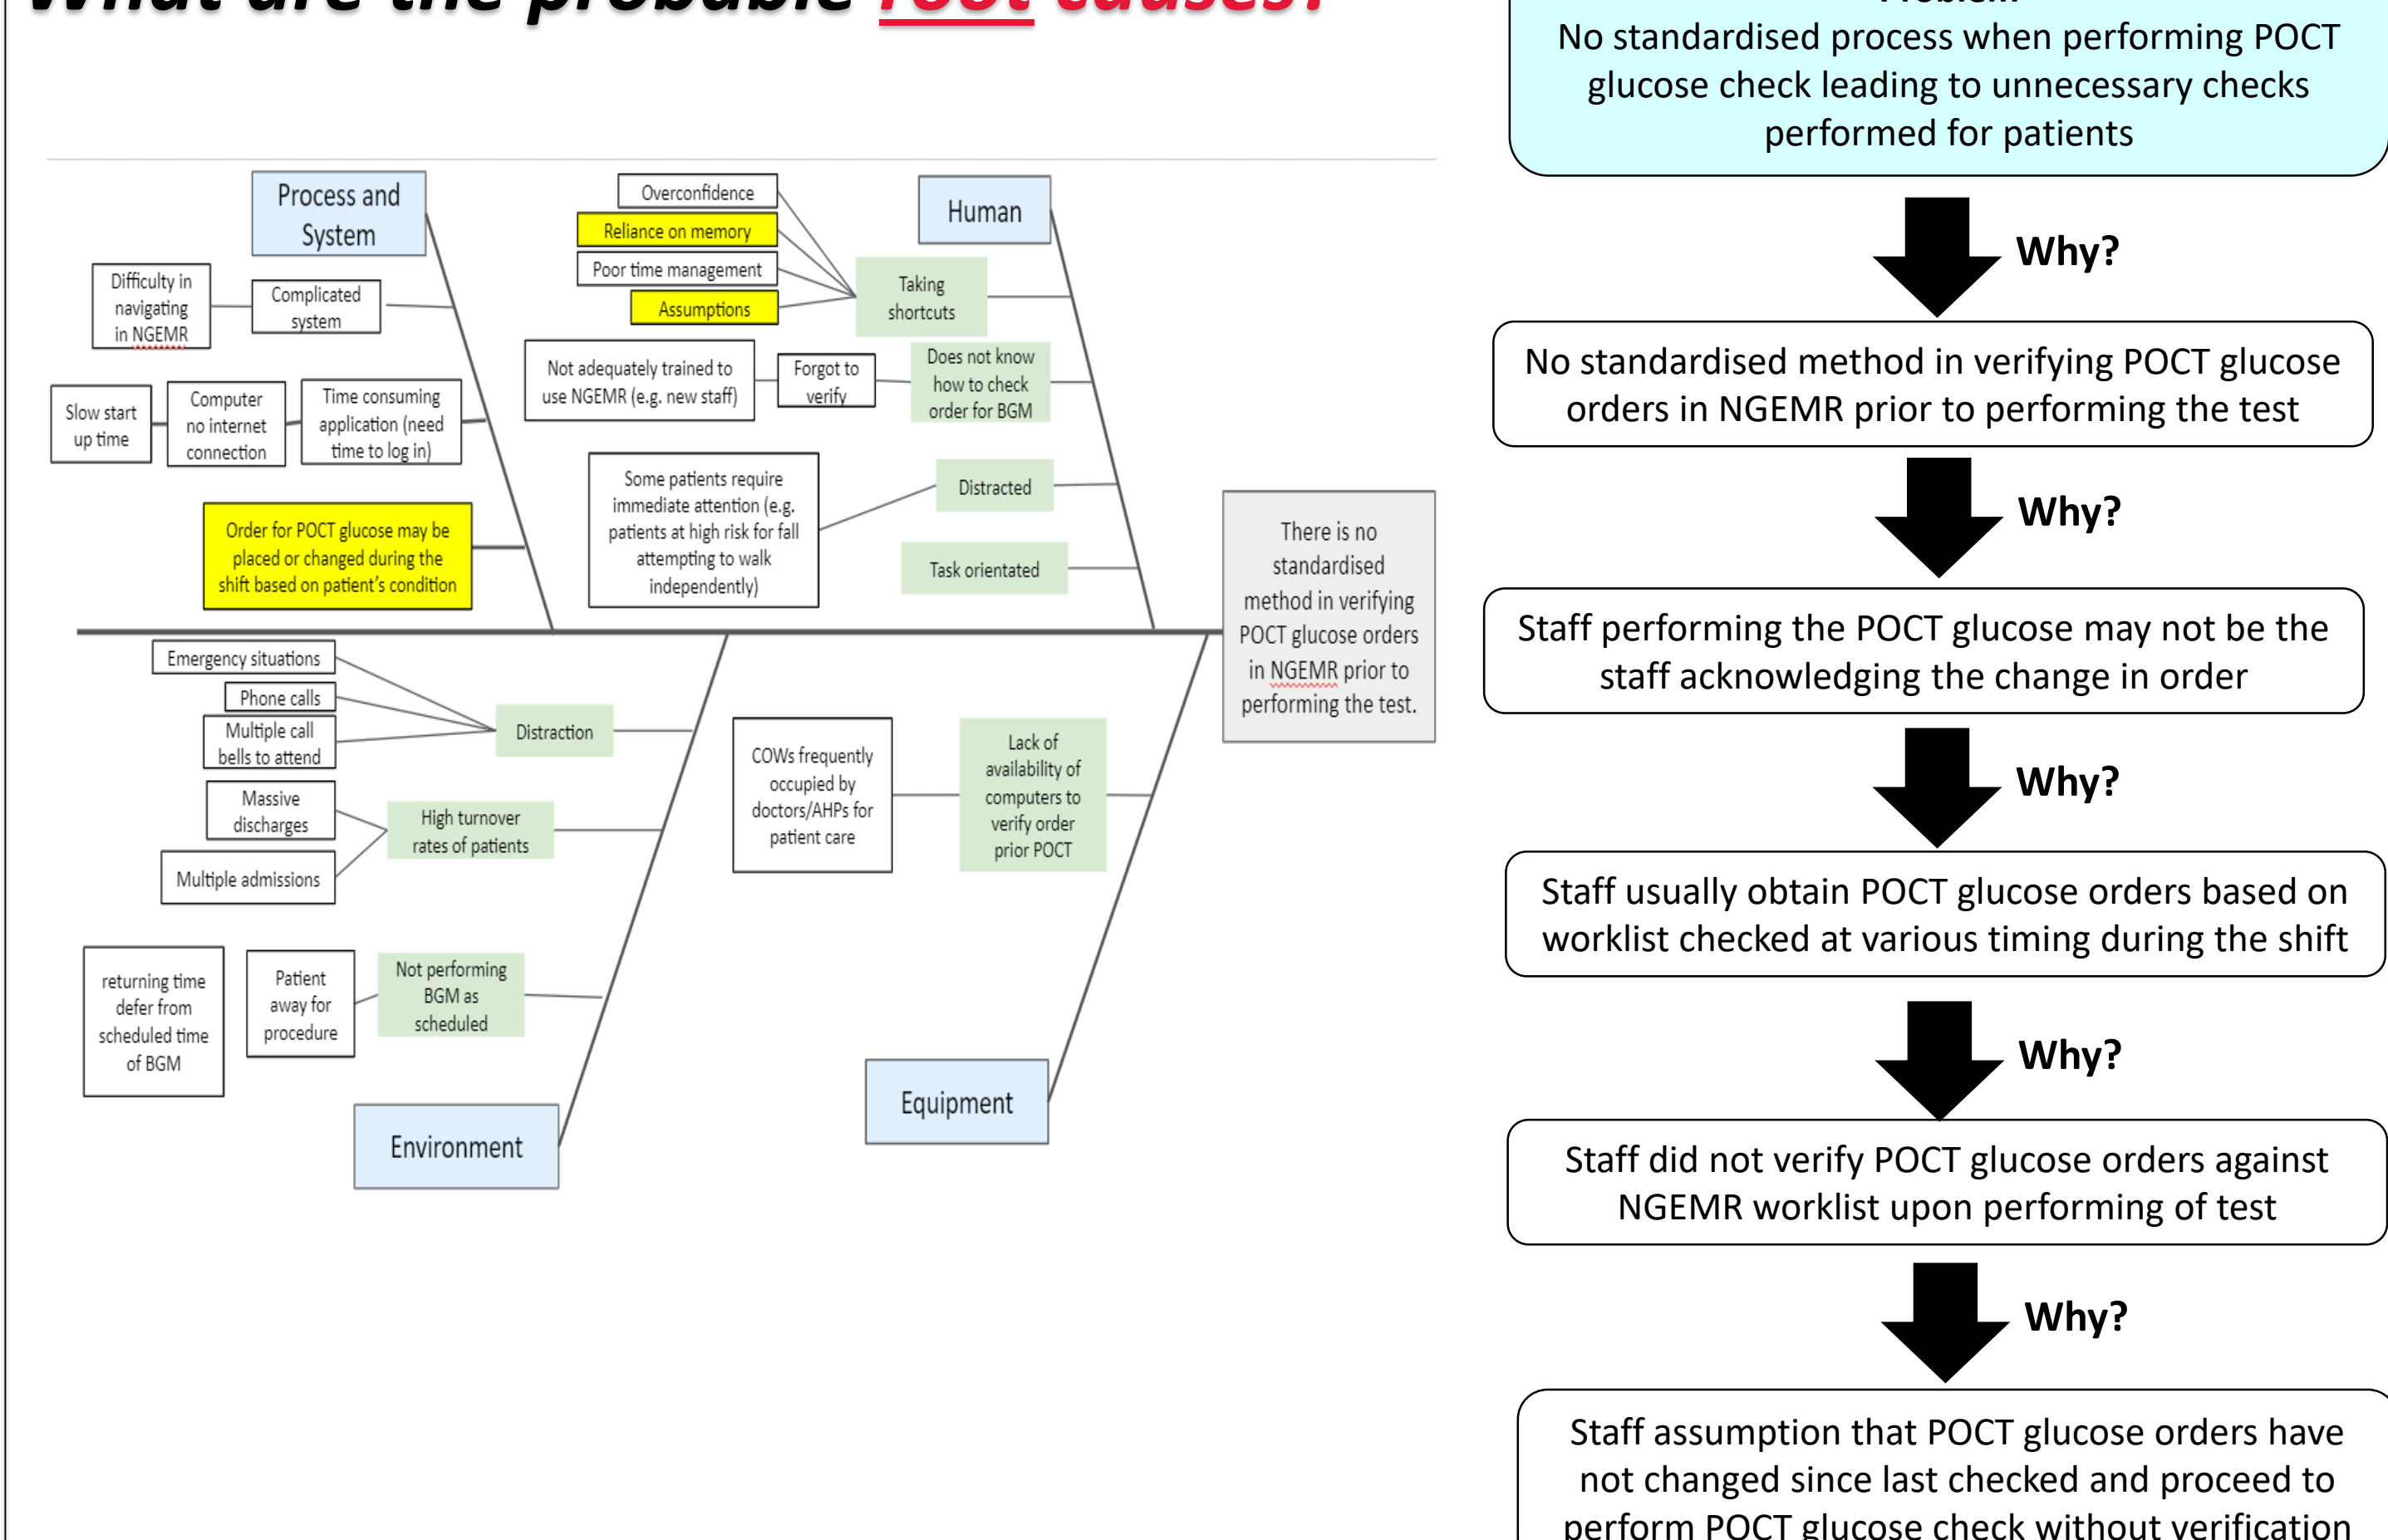 What are the probable root causes?
Process and
System
Difficulty in
navigating
in NGEMR
Complicated
system
Slow start
up time
Computer
no internet
connection
Time consuming
application (need
time to log in)
Order for POCT glucose may be
placed or changed during the
shift based on patient's condition
Human
Overconfidence
Reliance on memory
Poor time management
Assumptions
Taking
shortcuts
Not adequately trained to
use NGEMR (e.g. new staff)
Forgot to
verify
Does not know
how to check
order for BGM
Some patients require
immediate attention (e.g.
patients at high risk for fall
attempting to walk
independently)
Distracted
Task orientated
There is no
standardised
method in verifying
POCT glucose orders
in NGEMR prior to
performing the test.
Emergency situations
Phone calls
Multiple call
bells to attend
Distraction
Massive
discharges
Multiple admissions
High turnover
rates of patients
returning time
defer from
scheduled time
of BGM
Patient
away for
procedure
Not performing
BGM as
scheduled
Environment
COWs frequently
occupied by
doctors/AHPs for
patient care
Lack of
availability of
computers to
verify order
prior POCT
Equipment
Problem
No standardised process when performing POCT
glucose check leading to unnecessary checks
performed for patients
Why?
No standardised method in verifying POCT glucose
orders in NGEMR prior to performing the test
Why?
Staff performing the POCT glucose may not be the
staff acknowledging the change in order
Why?
Staff usually obtain POCT glucose orders based on
worklist checked at various timing during the shift
Why?
Staff did not verify POCT glucose orders against
NGEMR worklist upon performing of test
Why?
Staff assumption that POCT glucose orders have
not changed since last checked and proceed to
perform POCT glucose check without verification